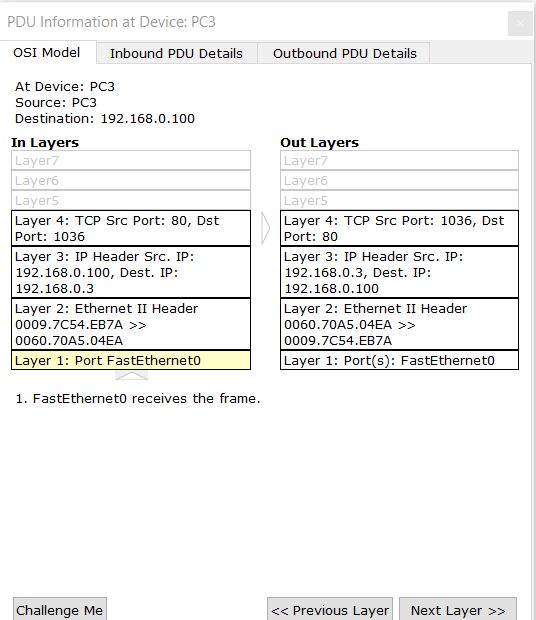 PDU Information at Device: PC3
OSI Model
Inbound PDU Details
Outbound PDU Details
At Device: PC3
Source: PC3
Destination: 192.168.0.100
In Layers
Layer7
Layer6
Layer5
Layer 4: TCP Src Port: 80, Dst
Port: 1036
Layer 3: IP Header Src. IP:
192.168.0.100, Dest. IP:
192.168.0.3
Layer 2: Ethernet II Header
0009.7C54.EB7A >>
0060.70A5.04EA
Layer 1: Port FastEthernet0
Out Layers
Layer7
Layer6
Layer5
Layer 4: TCP Src Port: 1036, Dst
Port: 80
Layer 3: IP Header Src. IP:
192.168.0.3, Dest. IP:
192.168.0.100
Layer 2: Ethernet II Header
0060.70A5.04EA >>
0009.7C54.EB7A
Layer 1: Port(s): FastEthernet0
1. FastEthernet0 receives the frame.
Challenge Me
<< Previous Layer
Next Layer >>